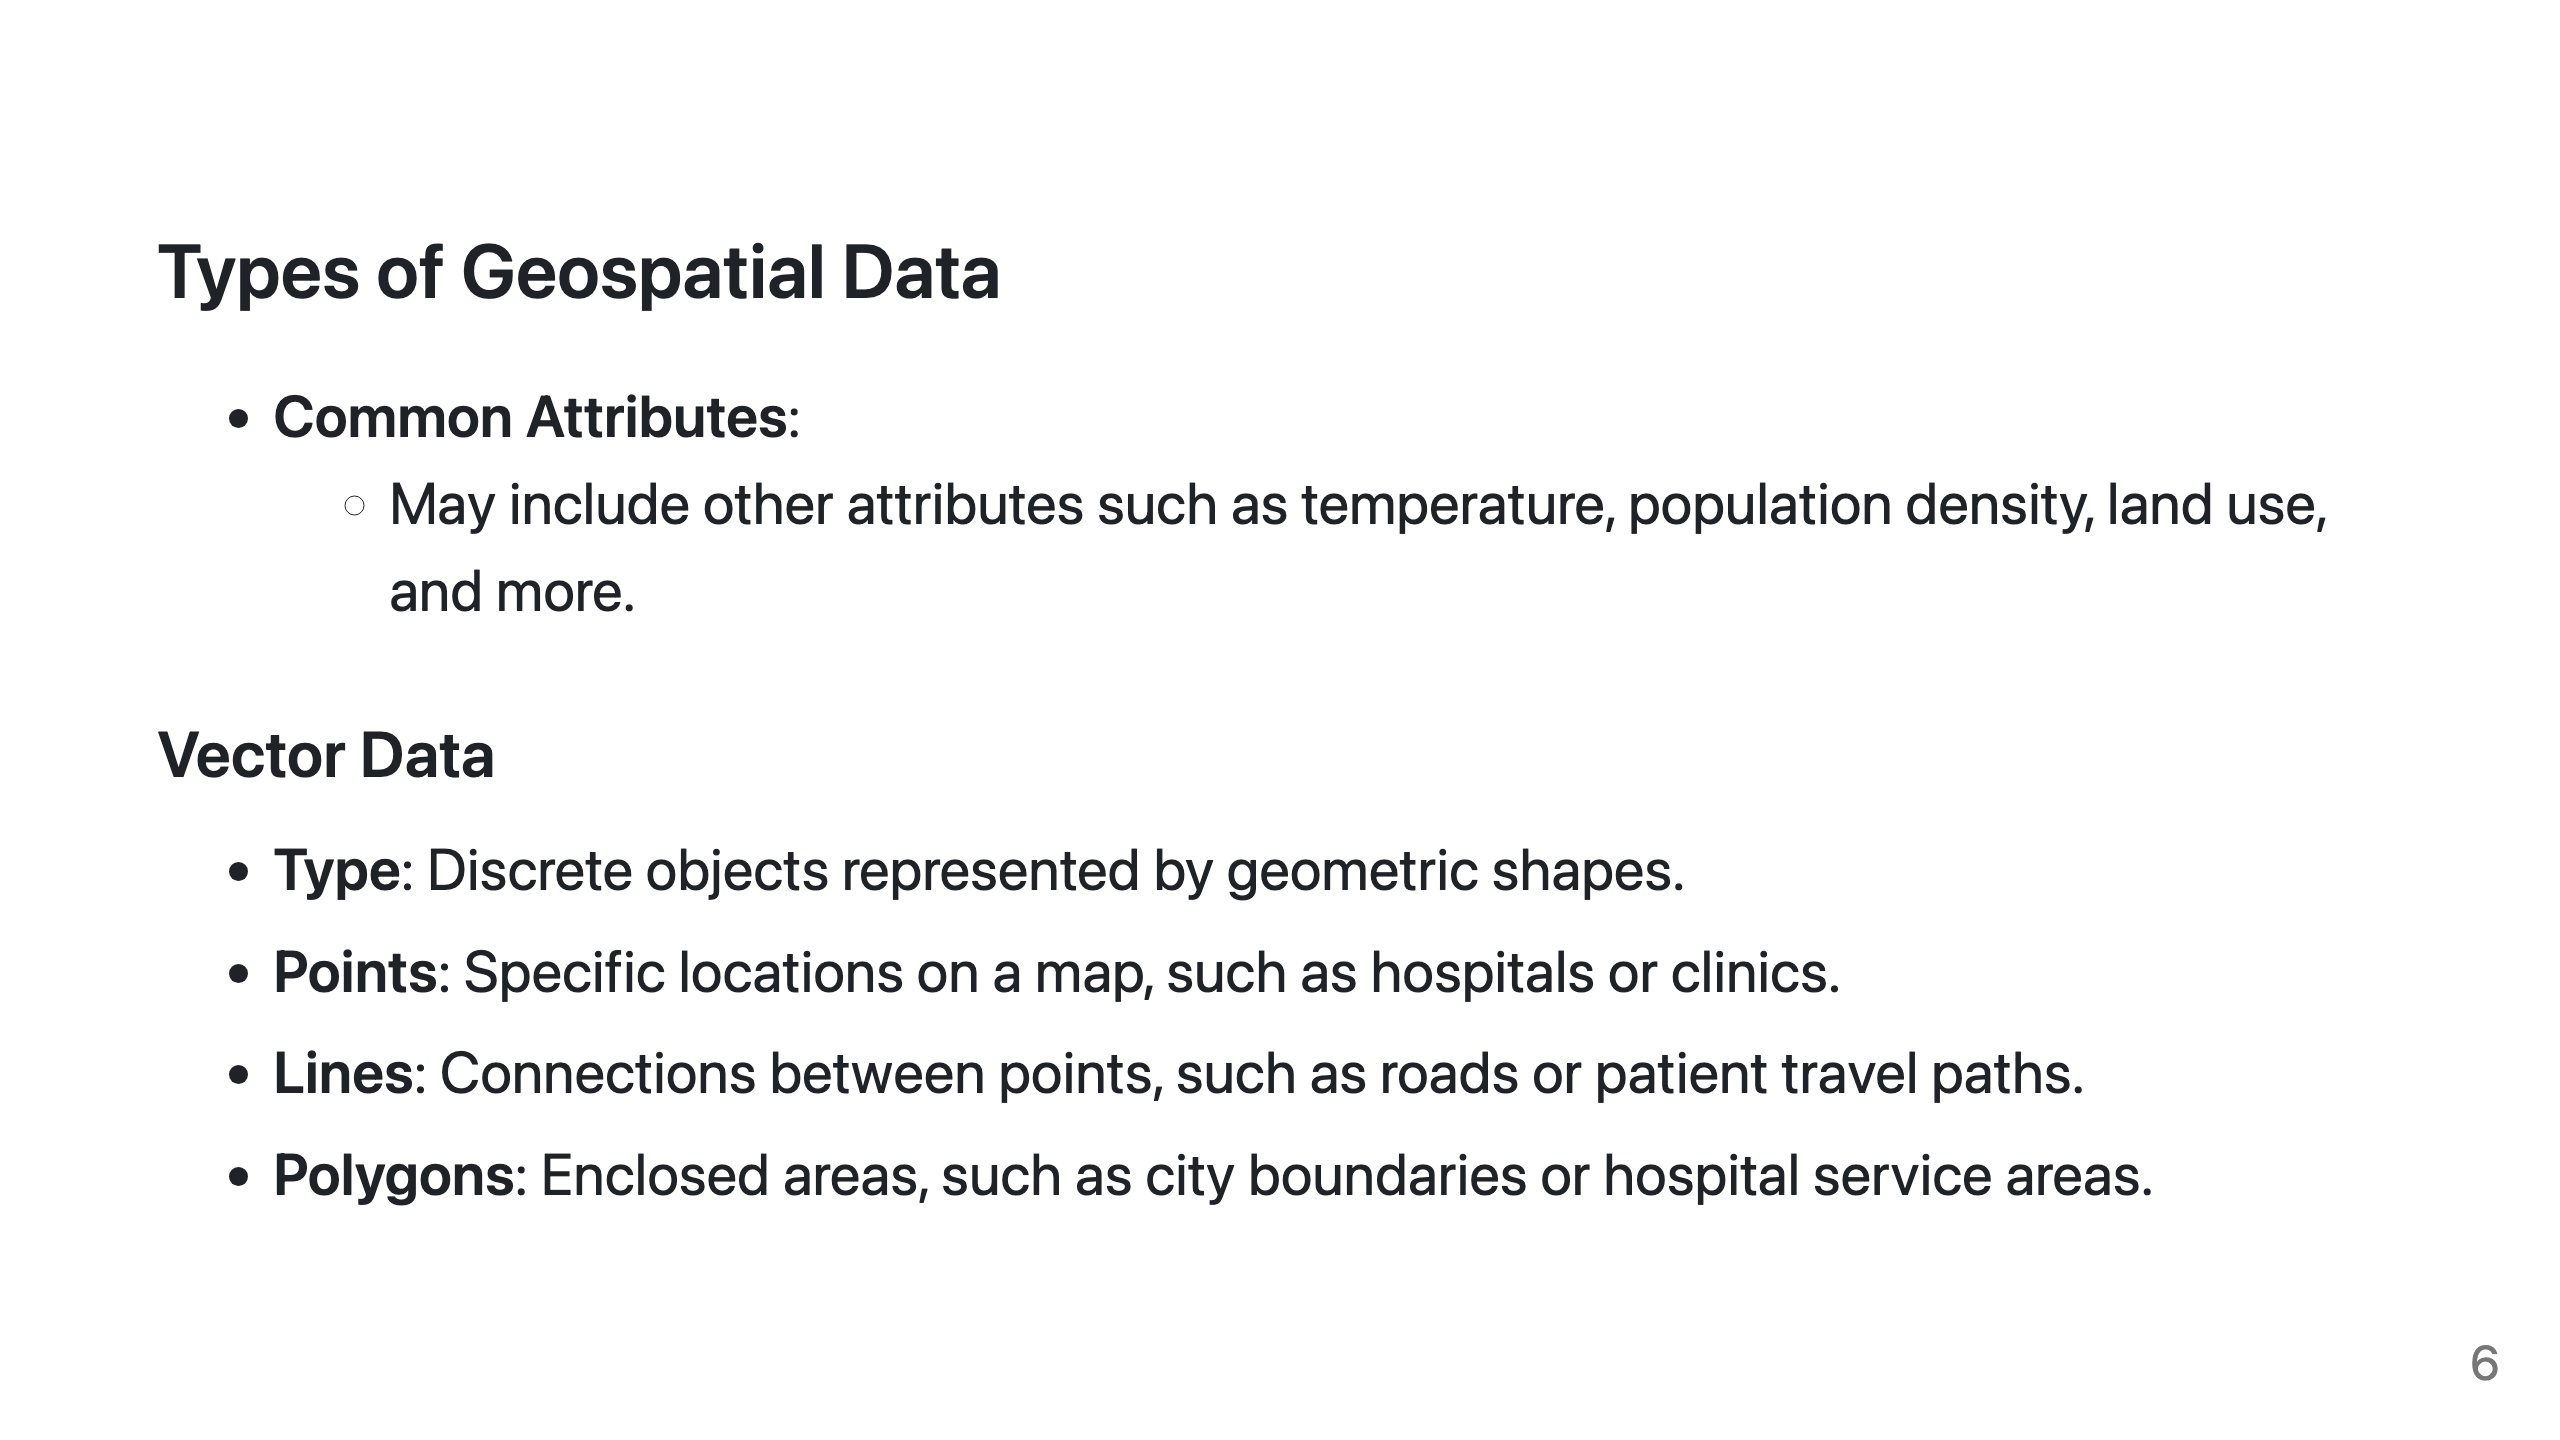 Types of Geospatial Data
• Common Attributes:
○ May include other attributes such as temperature, population density, land use,
and more.
Vector Data
• Type: Discrete objects represented by geometric shapes.
• Points: Specific locations on a map, such as hospitals or clinics.
• Lines: Connections between points, such as roads or patient travel paths.
• Polygons: Enclosed areas, such as city boundaries or hospital service areas.
6